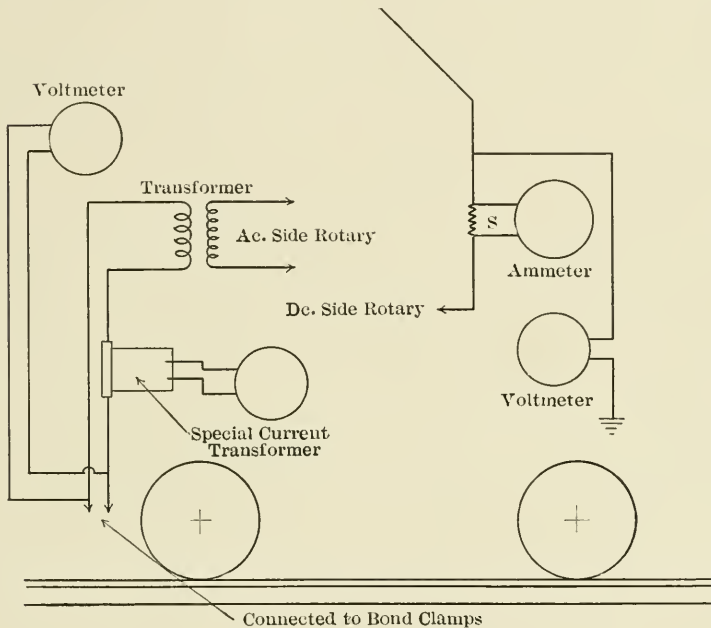 Voltmeter
Transformer
Ac. Side Rotary
S
Ammeter
Dc. Side Rotary
Voltmeter
Special Current
Transformer
Connected to Bond Clamps